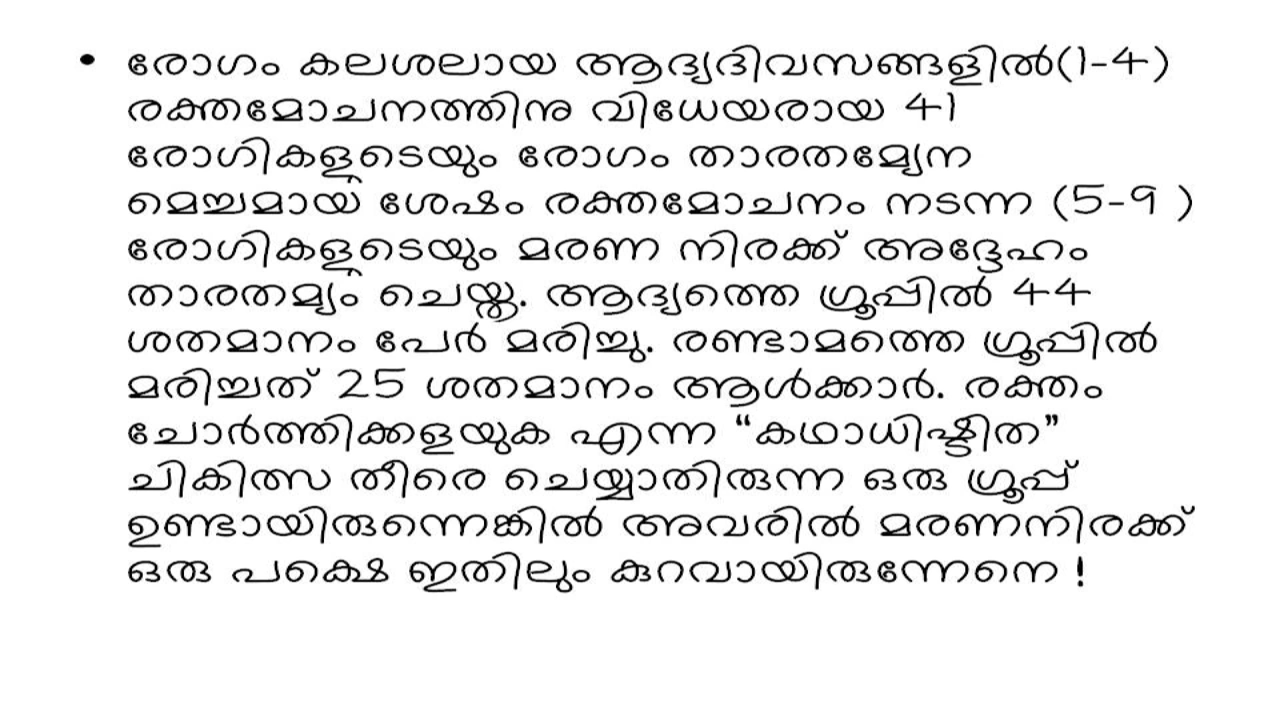 • രോഗം കലശലായ ആദ്യദിവസങ്ങളിൽ(1-4)
രക്തമോചനത്തിനു വിധേയരായ 41
രോഗികളുടെയും രോഗം താരതമ്യേന
മെച്ചമായ് ശേഷം രക്തമോചനം നടന്ന (5-9 )
രോഗികളുടെയും മരണ നിരക്ക് അദ്ദേഹം
താരതമ്യം ചെയ്തു. ആദ്യത്തെ ഗ്രൂപ്പിൽ 44
ശതമാനം പേർ മരിച്ചു. രണ്ടാമത്തെ ഗ്രൂപ്പിൽ
മരിച്ചത് 25 ശതമാനം ആൾക്കാർ. രക്തം
ചോർത്തിക്കളയുക എന്ന “കഥാധിഷ്ഠിത”
ചികിത്സ തീരെ ചെയ്യാതിരുന്ന ഒരു ഗ്രൂപ്പ്
ഉണ്ടായിരുന്നെങ്കിൽ അവരിൽ മരണനിരക്ക്
ഒരു പക്ഷെ ഇതിലും കുറവായിരുന്നേനെ !